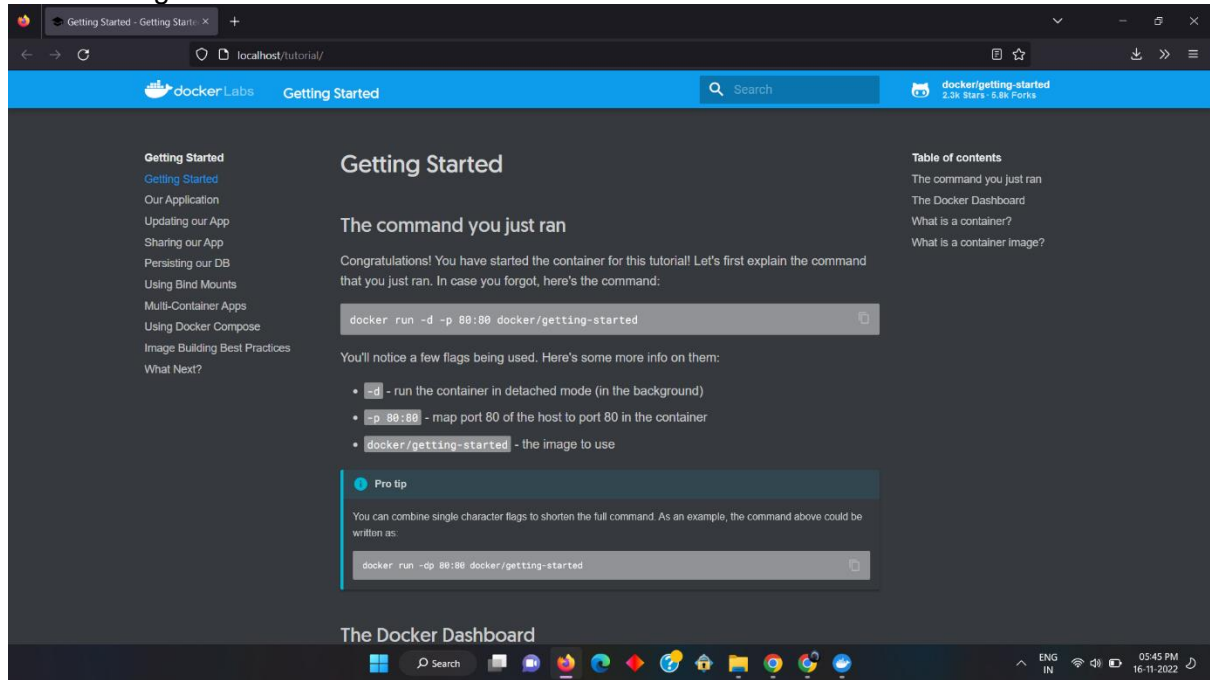 Getting Started - Getting Starte
localhost/tutorial/
dockerLabs
Getting Started
Search
docker/getting-started
2.3k Stars · 5.8k Forks
Getting Started
Getting Started
Our Application
Updating our App
Sharing our App
Persisting our DB
Using Bind Mounts
Multi-Container Apps
Using Docker Compose
Image Building Best Practices
What Next?
Getting Started
The command you just ran
Congratulations! You have started the container for this tutorial! Let's first explain the command
that you just ran. In case you forgot, here's the command:
docker run -d -p 80:80 docker/getting-started
You'll notice a few flags being used. Here's some more info on them:
• -d - run the container in detached mode (in the background)
• -p 80:80 - map port 80 of the host to port 80 in the container
• docker/getting-started - the image to use
Pro tip
You can combine single character flags to shorten the full command. As an example, the command above could be
written as:
docker run -dp 80:80 docker/getting-started
The Docker Dashboard
Table of contents
The command you just ran
The Docker Dashboard
What is a container?
What is a container image?
Search
ENG
IN
05:45 PM
16-11-2022